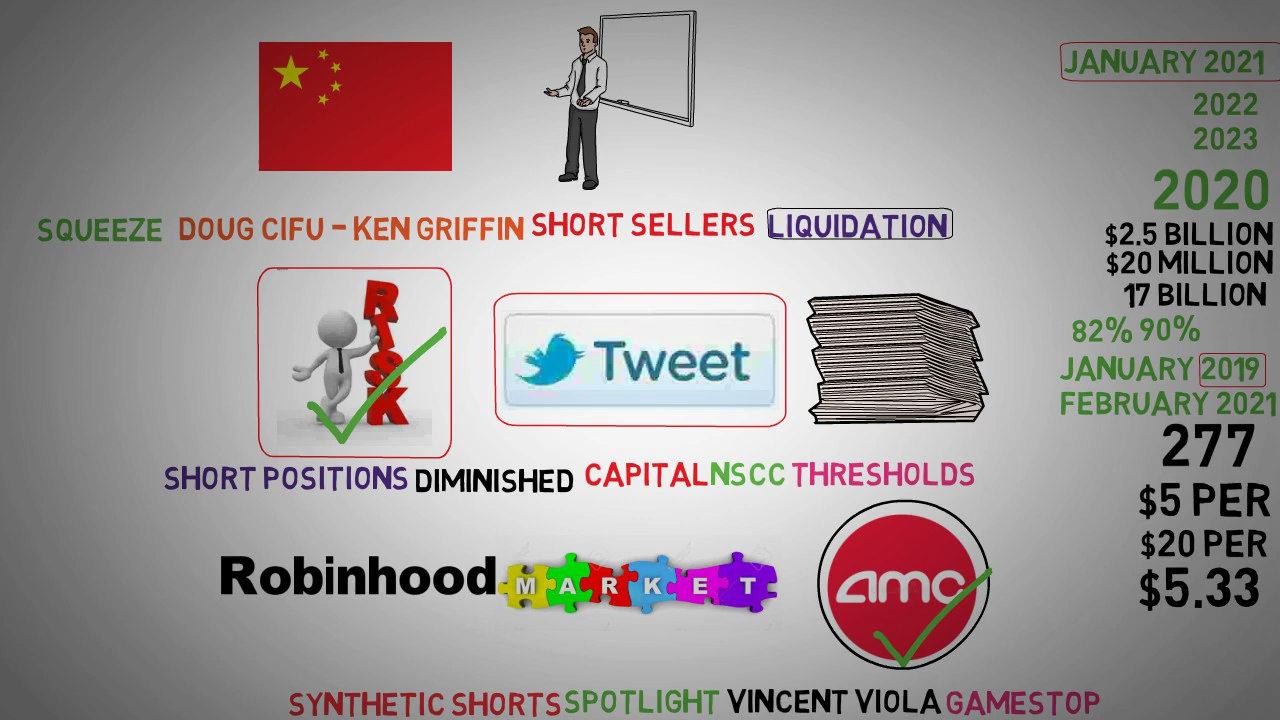 JANUARY 2021
2022
2023
2020
SQUEEZE DOUG CIFU - KEN GRIFFIN SHORT SELLERS LIQUIDATION
$2.5 BILLION
$20 MILLION
17 BILLION
RISK
Tweet
82% 90%
JANUARY 2019
FEBRUARY 2021
277
SHORT POSITIONS DIMINISHED CAPITAL NSCC THRESHOLDS
$5 PER
$20 PER
$5.33
Robinhood MARKET
amc
SYNTHETIC SHORTS SPOTLIGHT VINCENT VIOLA GAMESTOP